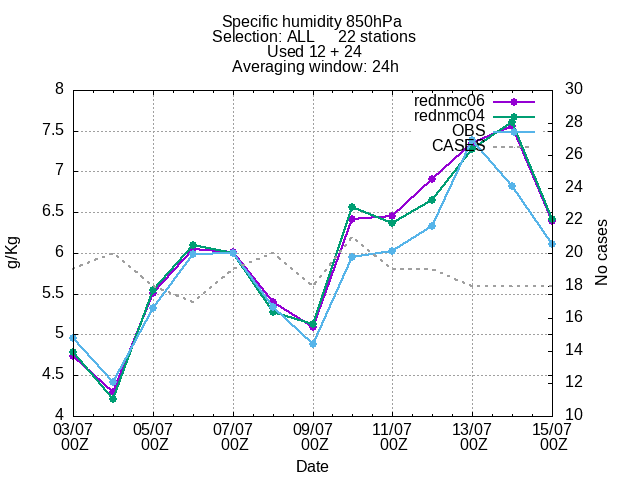 Specific humidity 850hPa
Selection: ALL 22 stations
Used 12 + 24
Averaging window: 24h
8
7.5
7
6.5
6
5.5
5
4.5
4
g/Kg
30
28
26
24
22
20
18
16
14
12
10
No cases
rednmc06
rednmc04
OBS
CASES
03/07 05/07 07/07 09/07 11/07 13/07 15/07
00Z 00Z 00Z 00Z 00Z 00Z 00Z
Date